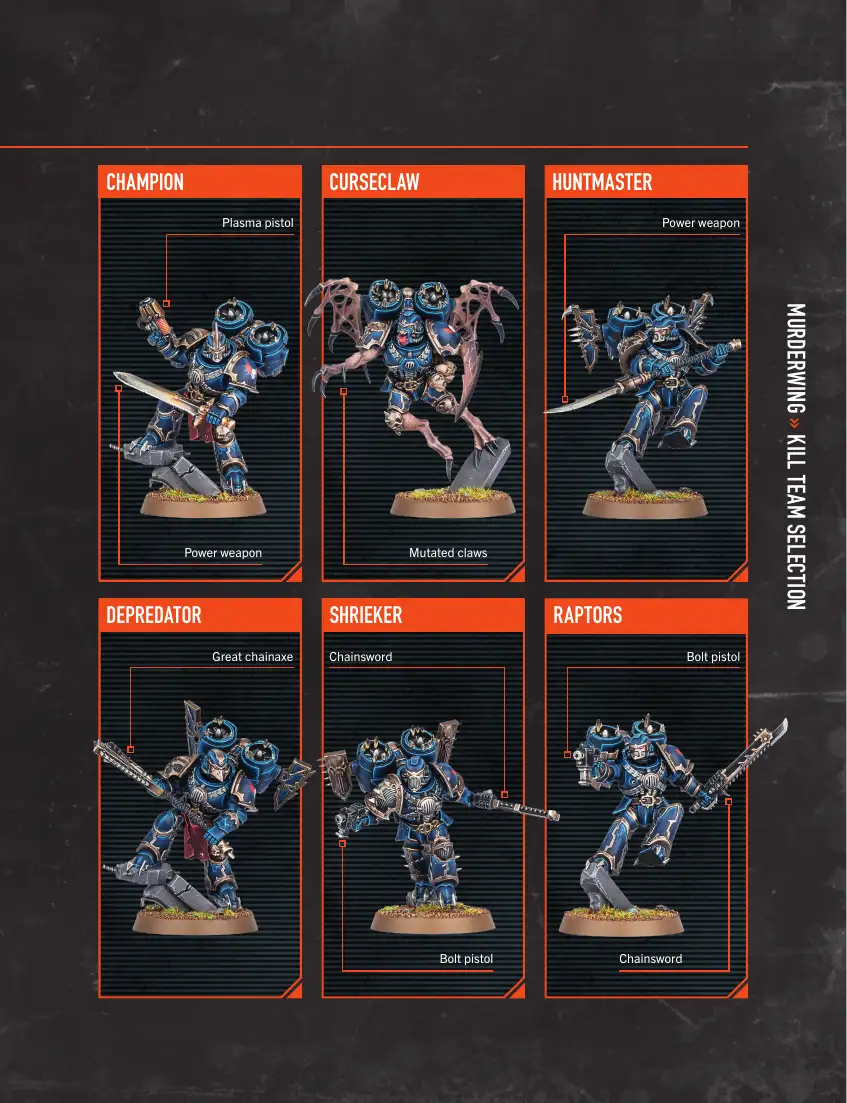 CHAMPION
Plasma pistol
Power weapon
CURSECLAW
Mutated claws
HUNTMASTER
Power weapon
DEPREDATOR
Great chainaxe
SHRIEKER
Chainsword
Bolt pistol
RAPTORS
Bolt pistol
Chainsword
MURDERWING » KILL TEAM SELECTION